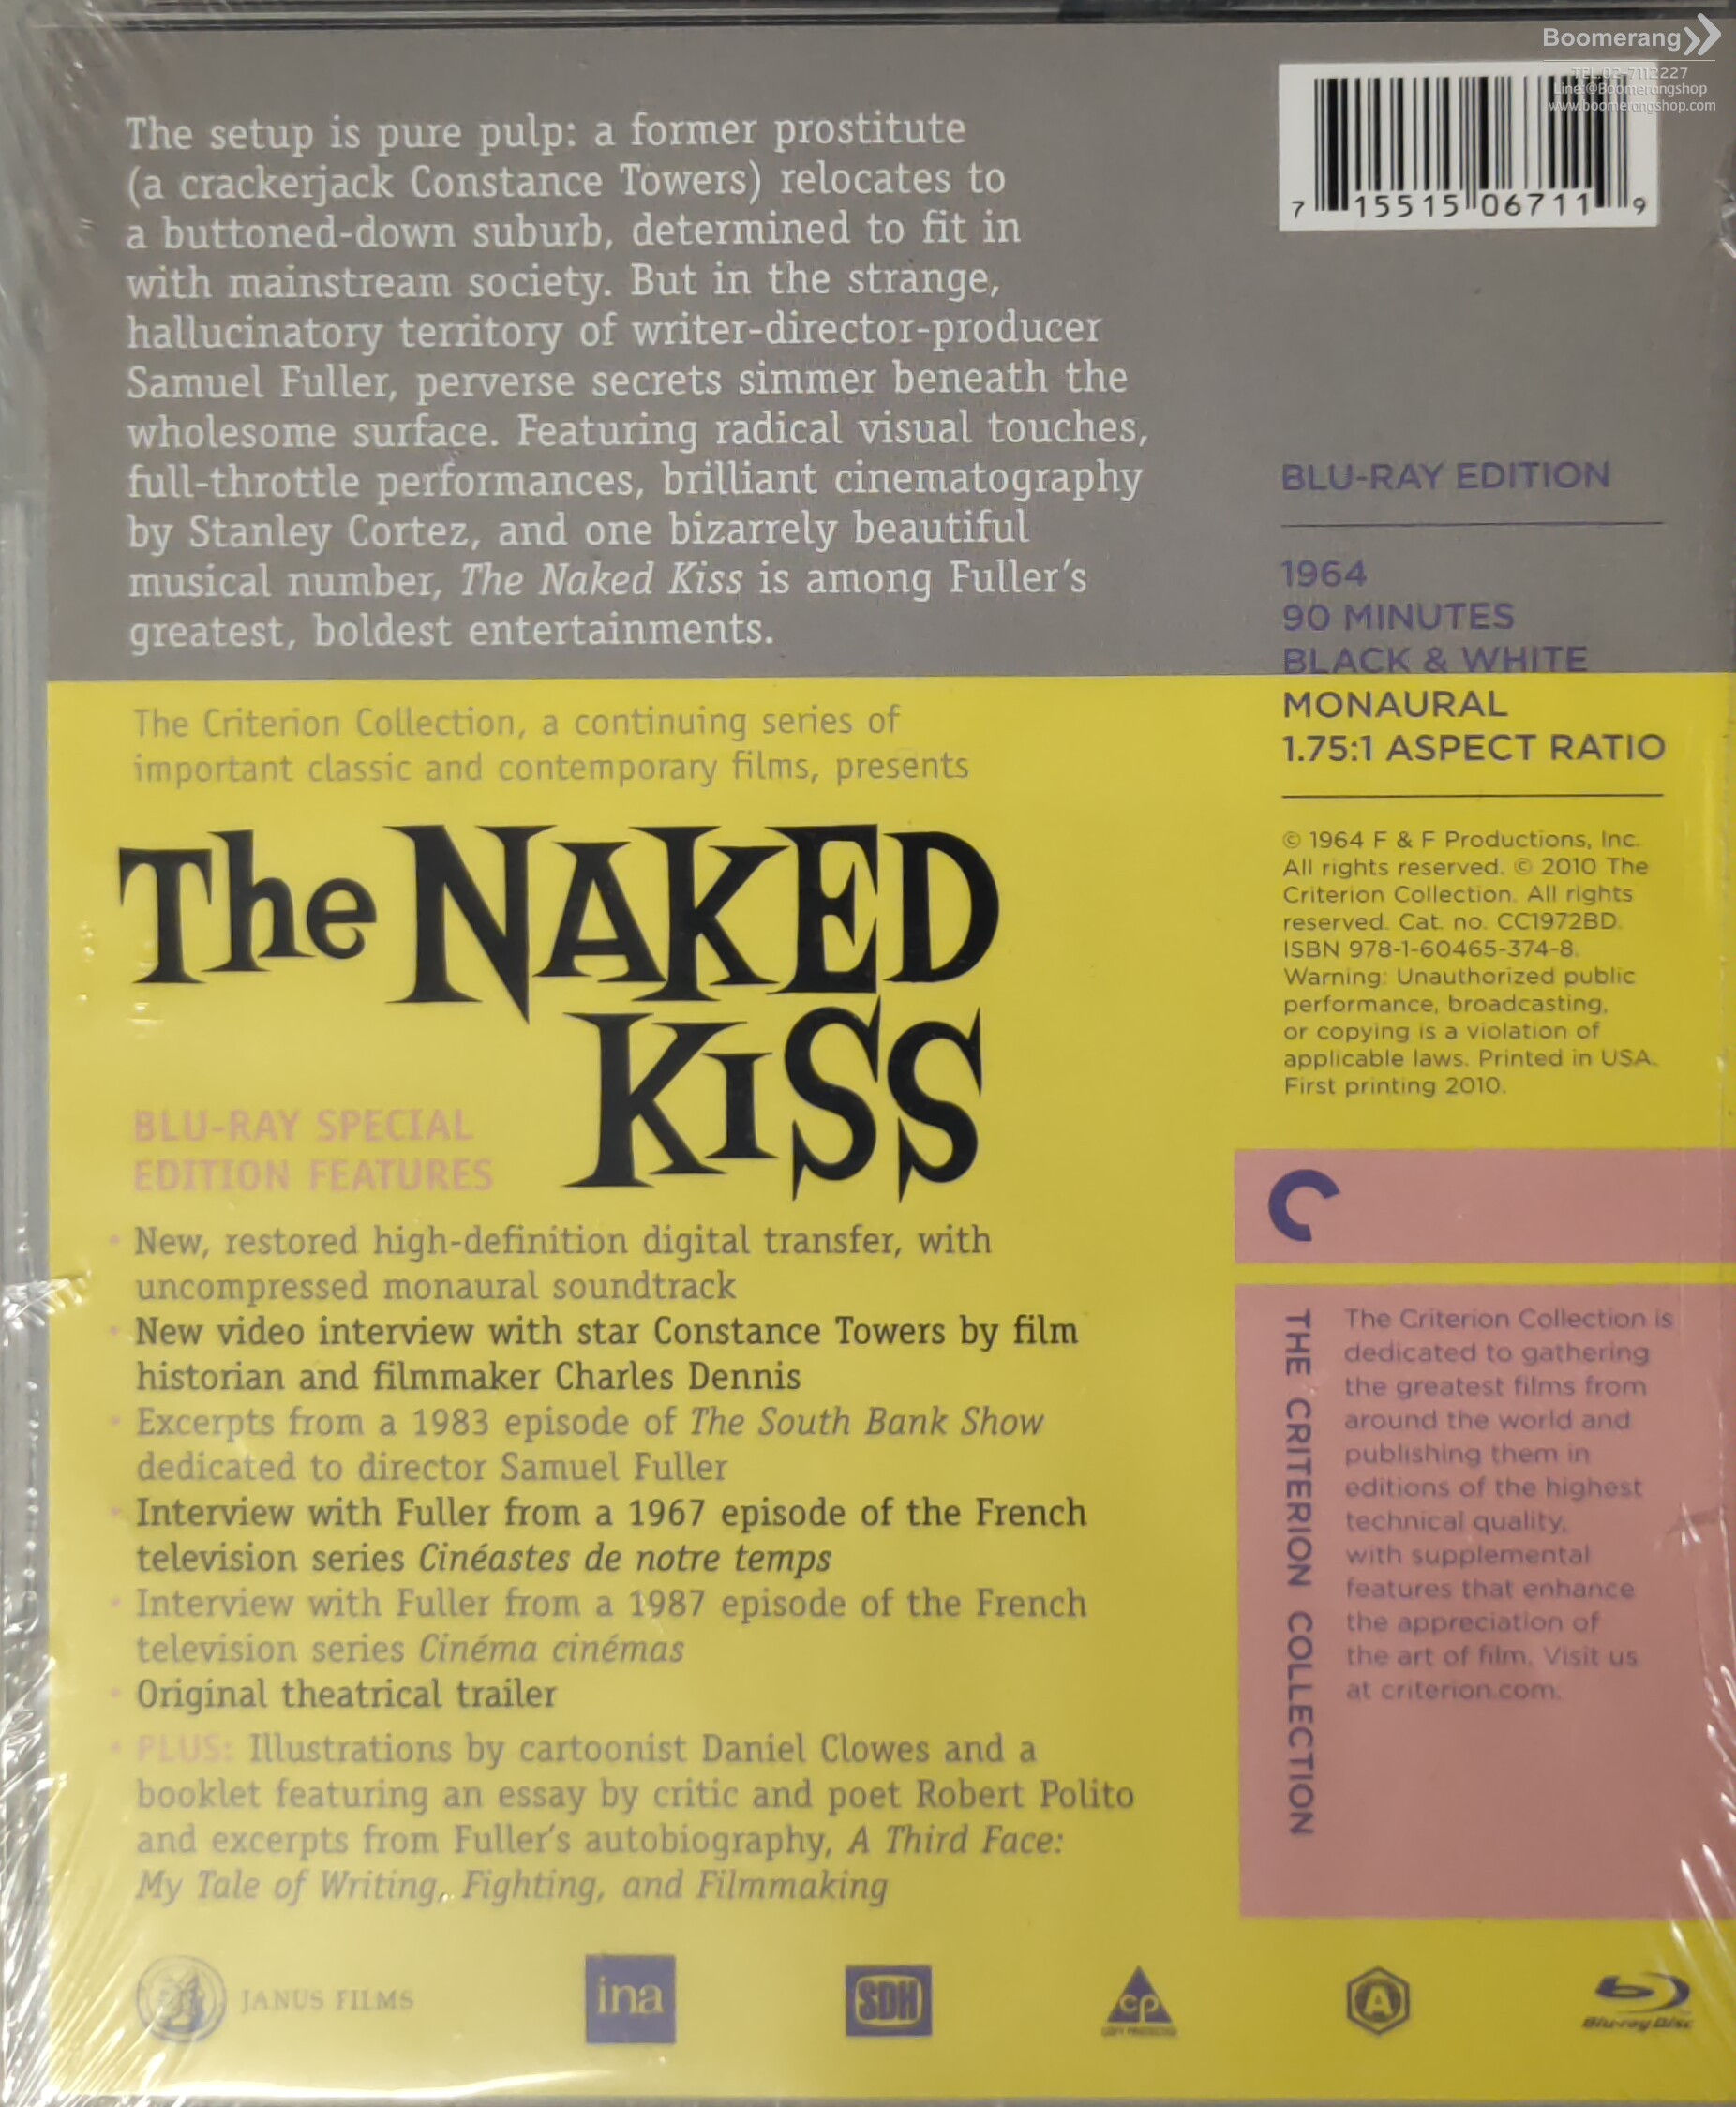 Boomerang
TEL.02-7112227
Line:@Boomerangshop
www.boomerangshop.com
7 15515 06711 9
The setup is pure pulp: a former prostitute
(a crackerjack Constance Towers) relocates to
a buttoned-down suburb, determined to fit in
with mainstream society. But in the strange,
hallucinatory territory of writer-director-producer
Samuel Fuller, perverse secrets simmer beneath the
wholesome surface. Featuring radical visual touches,
full-throttle performances, brilliant cinematography
by Stanley Cortez, and one bizarrely beautiful
musical number, The Naked Kiss is among Fuller's
greatest, boldest entertainments.
BLU-RAY EDITION
1964
90 MINUTES
BLACK & WHITE
MONAURAL
1.75:1 ASPECT RATIO
© 1964 F & F Productions, Inc.
All rights reserved. © 2010 The
Criterion Collection. All rights
reserved. Cat. no. CC1972BD.
ISBN 978-1-60465-374-8.
Warning: Unauthorized public
performance, broadcasting,
or copying is a violation of
applicable laws. Printed in USA.
First printing 2010.
The Criterion Collection, a continuing series of
important classic and contemporary films, presents
The NAKED
KiSS
BLU-RAY SPECIAL
EDITION FEATURES
• New, restored high-definition digital transfer, with
uncompressed monaural soundtrack
• New video interview with star Constance Towers by film
historian and filmmaker Charles Dennis
• Excerpts from a 1983 episode of The South Bank Show
dedicated to director Samuel Fuller
• Interview with Fuller from a 1967 episode of the French
television series Cinéastes de notre temps
• Interview with Fuller from a 1987 episode of the French
television series Cinéma cinémas
• Original theatrical trailer
• PLUS: Illustrations by cartoonist Daniel Clowes and a
booklet featuring an essay by critic and poet Robert Polito
and excerpts from Fuller's autobiography, A Third Face:
My Tale of Writing, Fighting, and Filmmaking
THE CRITERION COLLECTION
The Criterion Collection is
dedicated to gathering
the greatest films from
around the world and
publishing them in
editions of the highest
technical quality,
with supplemental
features that enhance
the appreciation of
the art of film. Visit us
at criterion.com.
JANUS FILMS
ina
SDH
cp
COPY PROTECTED
A
Blu-ray Disc